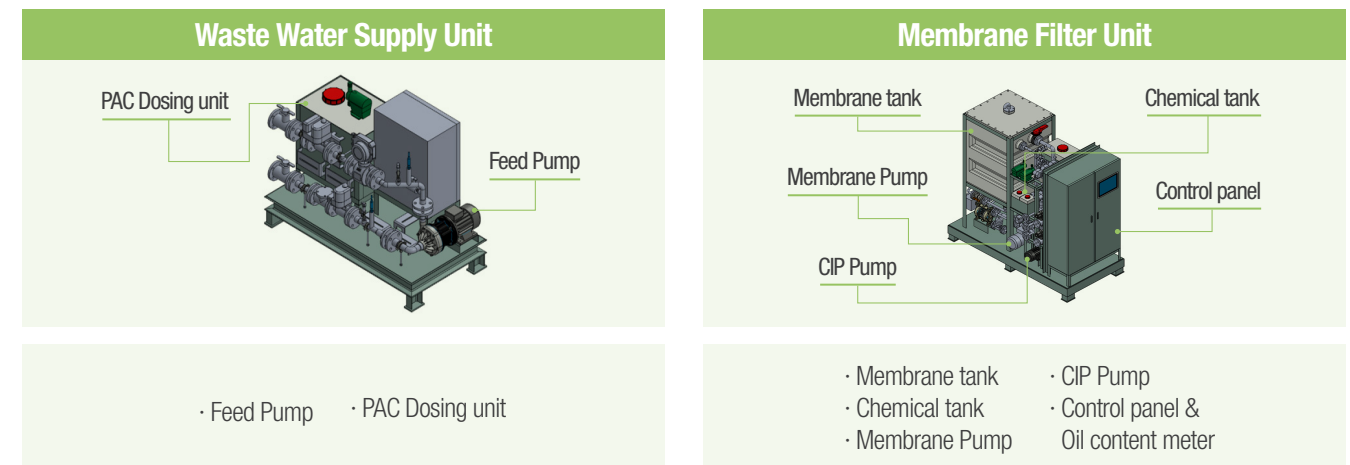 Waste Water Supply Unit
PAC Dosing unit
Feed Pump
· Feed Pump
· PAC Dosing unit
Membrane Filter Unit
Membrane tank
Chemical tank
Membrane Pump
Control panel
CIP Pump
· Membrane tank
· Chemical tank
· Membrane Pump
· CIP Pump
· Control panel &
Oil content meter